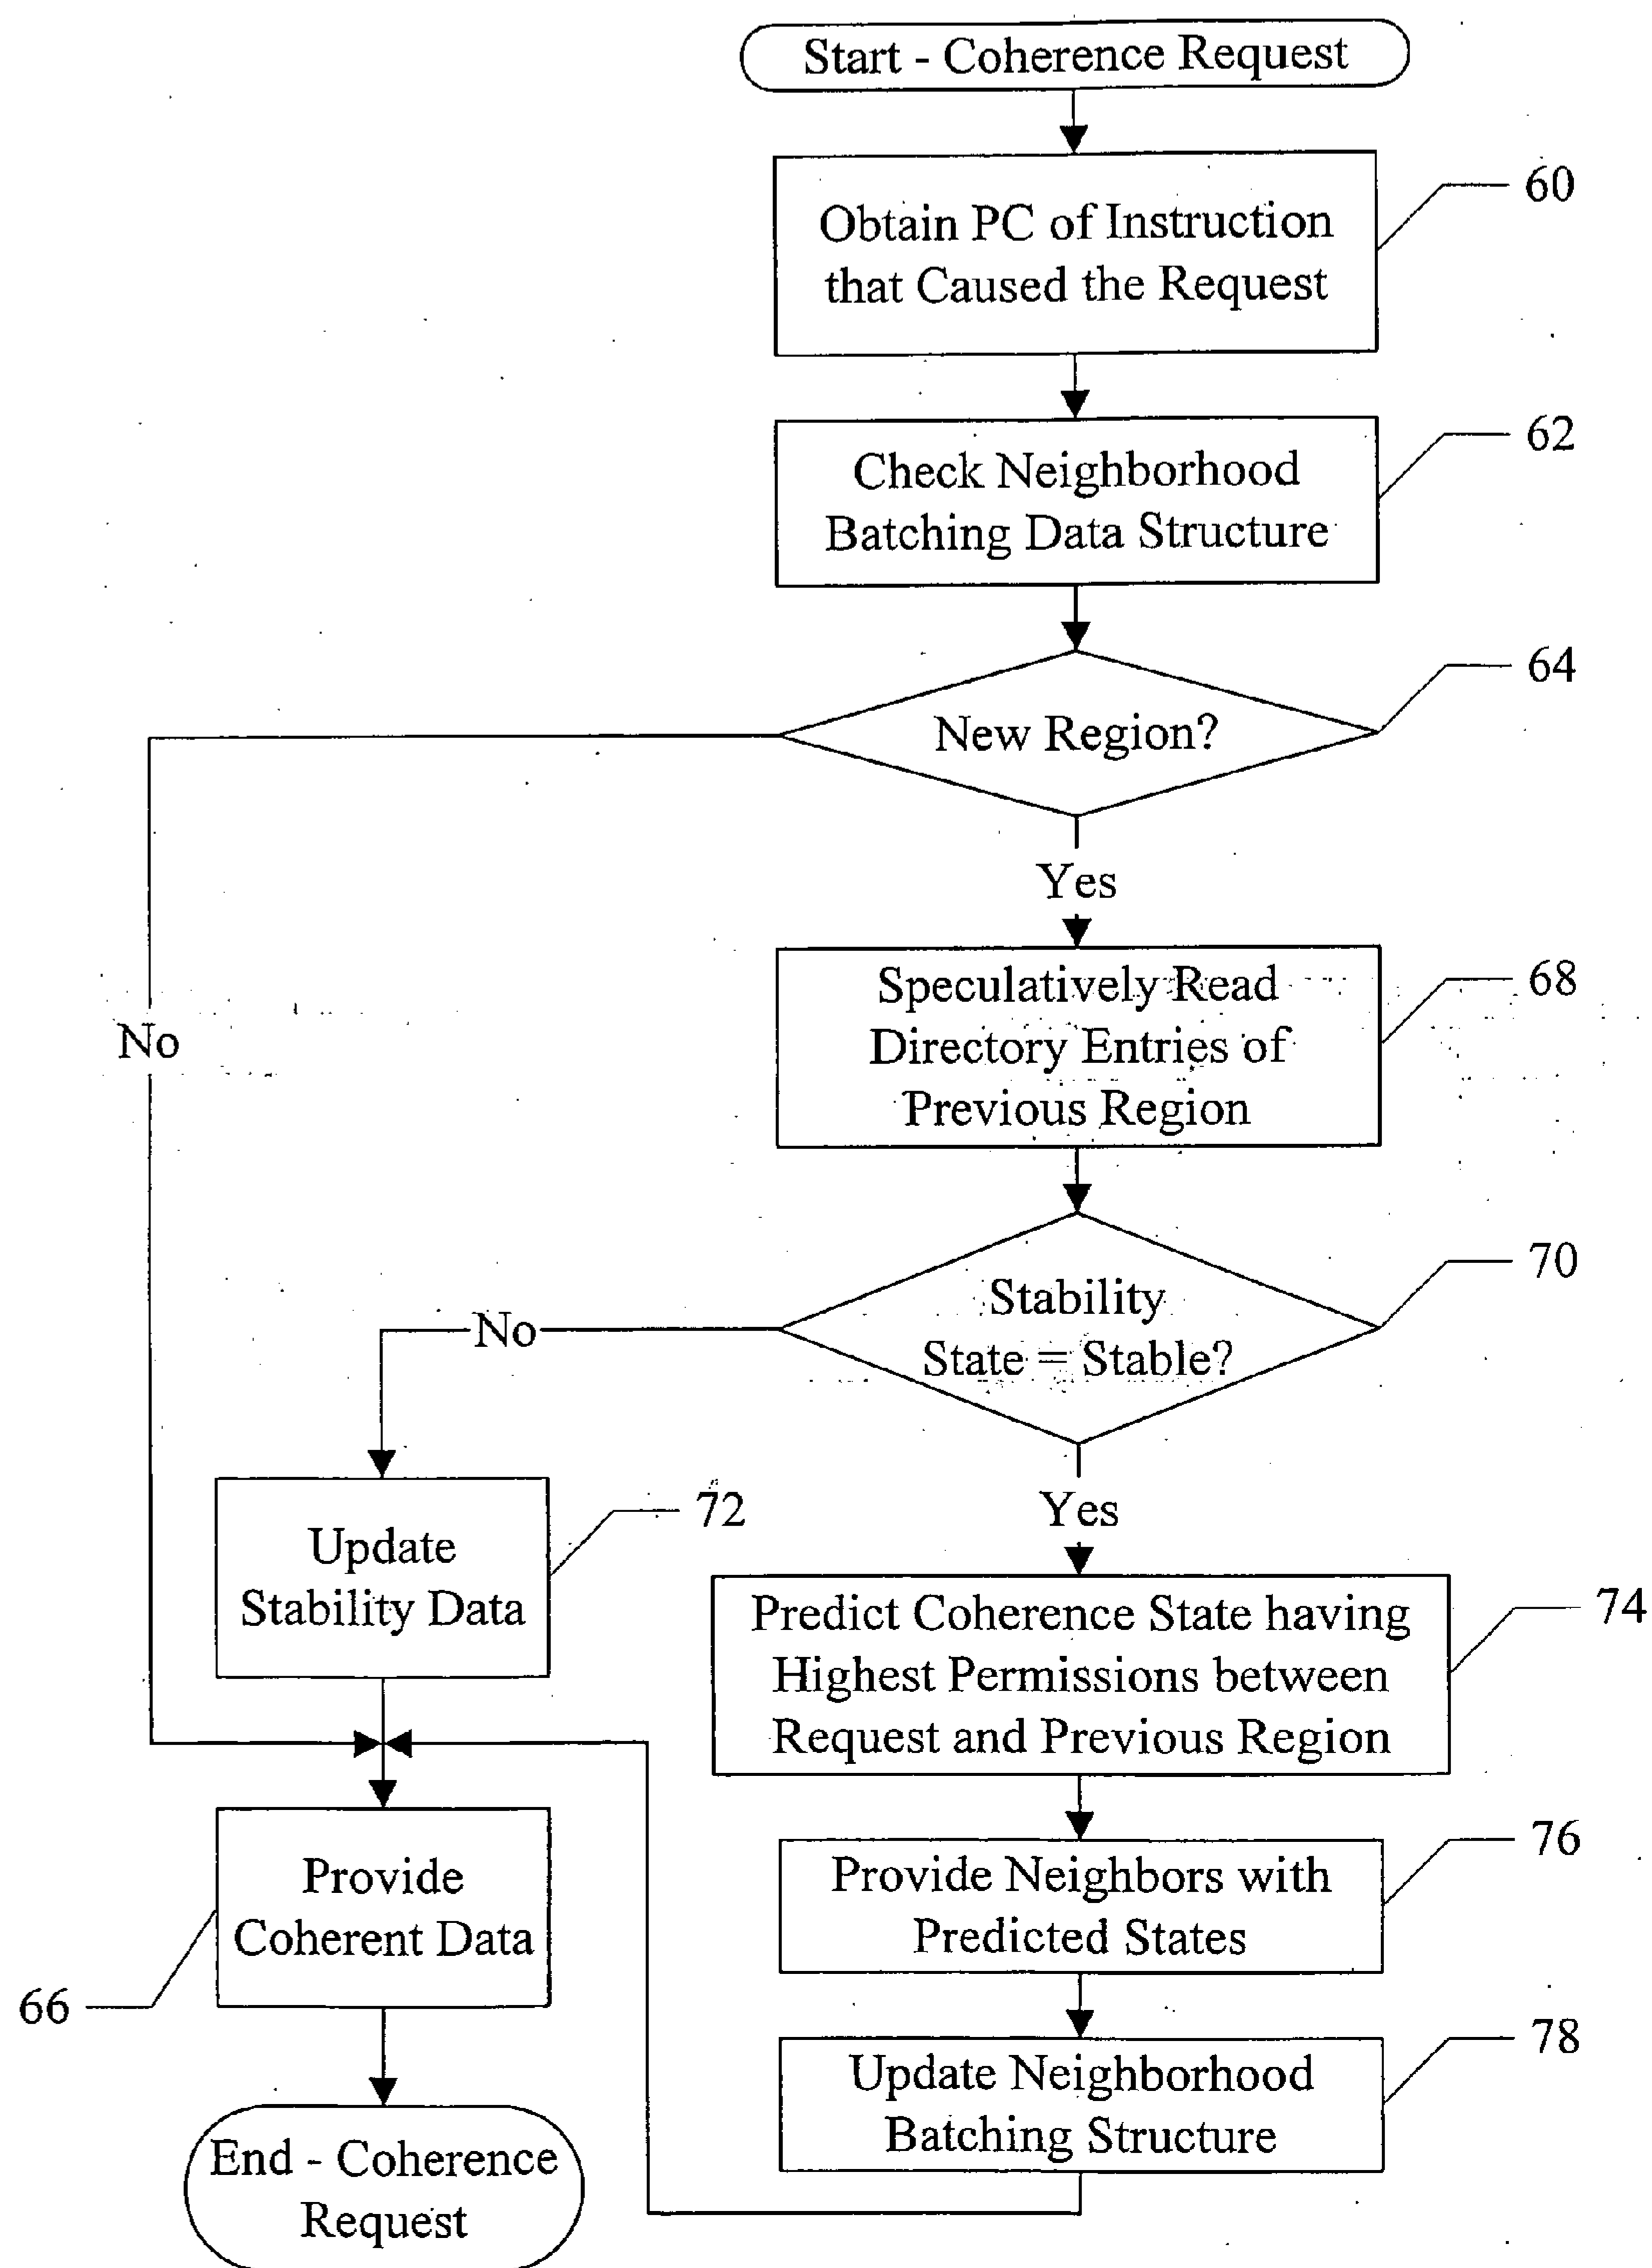 Start - Coherence Request
Obtain PC of Instruction
that Caused the Request
60
Check Neighborhood
Batching Data Structure
62
New Region?
64
Yes
No
Speculatively Read
Directory Entries of
Previous Region
68
Stability
State = Stable?
70
No
Yes
Update
Stability Data
72
Predict Coherence State having
Highest Permissions between
Request and Previous Region
74
Provide
Coherent Data
66
Provide Neighbors with
Predicted States
76
Update Neighborhood
Batching Structure
78
End - Coherence
Request